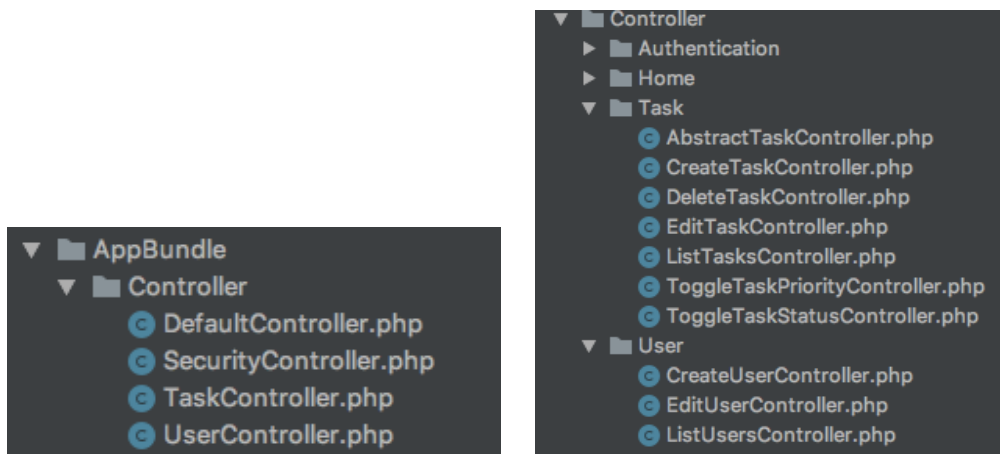 AppBundle
Controller
DefaultController.php
SecurityController.php
TaskController.php
UserController.php
Controller
Authentication
Home
Task
AbstractTaskController.php
CreateTaskController.php
DeleteTaskController.php
EditTaskController.php
ListTasksController.php
ToggleTaskPriorityController.php
ToggleTaskStatusController.php
User
CreateUserController.php
EditUserController.php
ListUsersController.php